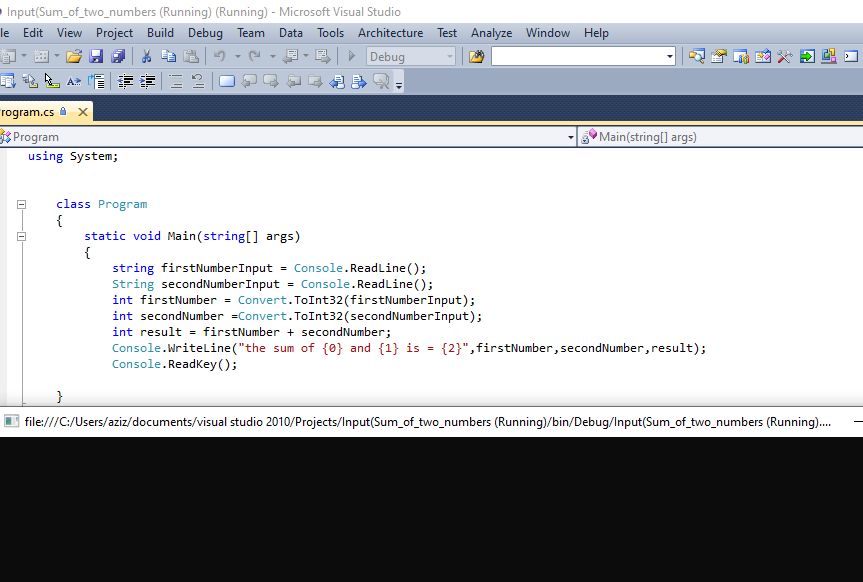 Input(Sum_of_two_numbers (Running) (Running) - Microsoft Visual Studio
le Edit View Project Build Debug Team Data Tools Architecture Test Analyze Window Help
Debug
rogram.cs
Program Main(string[] args)
using System;
class Program
{
static void Main(string[] args)
{
string firstNumberInput = Console.ReadLine();
String secondNumberInput = Console.ReadLine();
int firstNumber = Convert.ToInt32(firstNumberInput);
int secondNumber =Convert.ToInt32(secondNumberInput);
int result = firstNumber + secondNumber;
Console.WriteLine("the sum of {0} and {1} is = {2}",firstNumber,secondNumber,result);
Console.ReadKey();
}
file:///C:/Users/aziz/documents/visual studio 2010/Projects/Input(Sum_of_two_numbers (Running)/bin/Debug/Input(Sum_of_two_numbers (Running)....